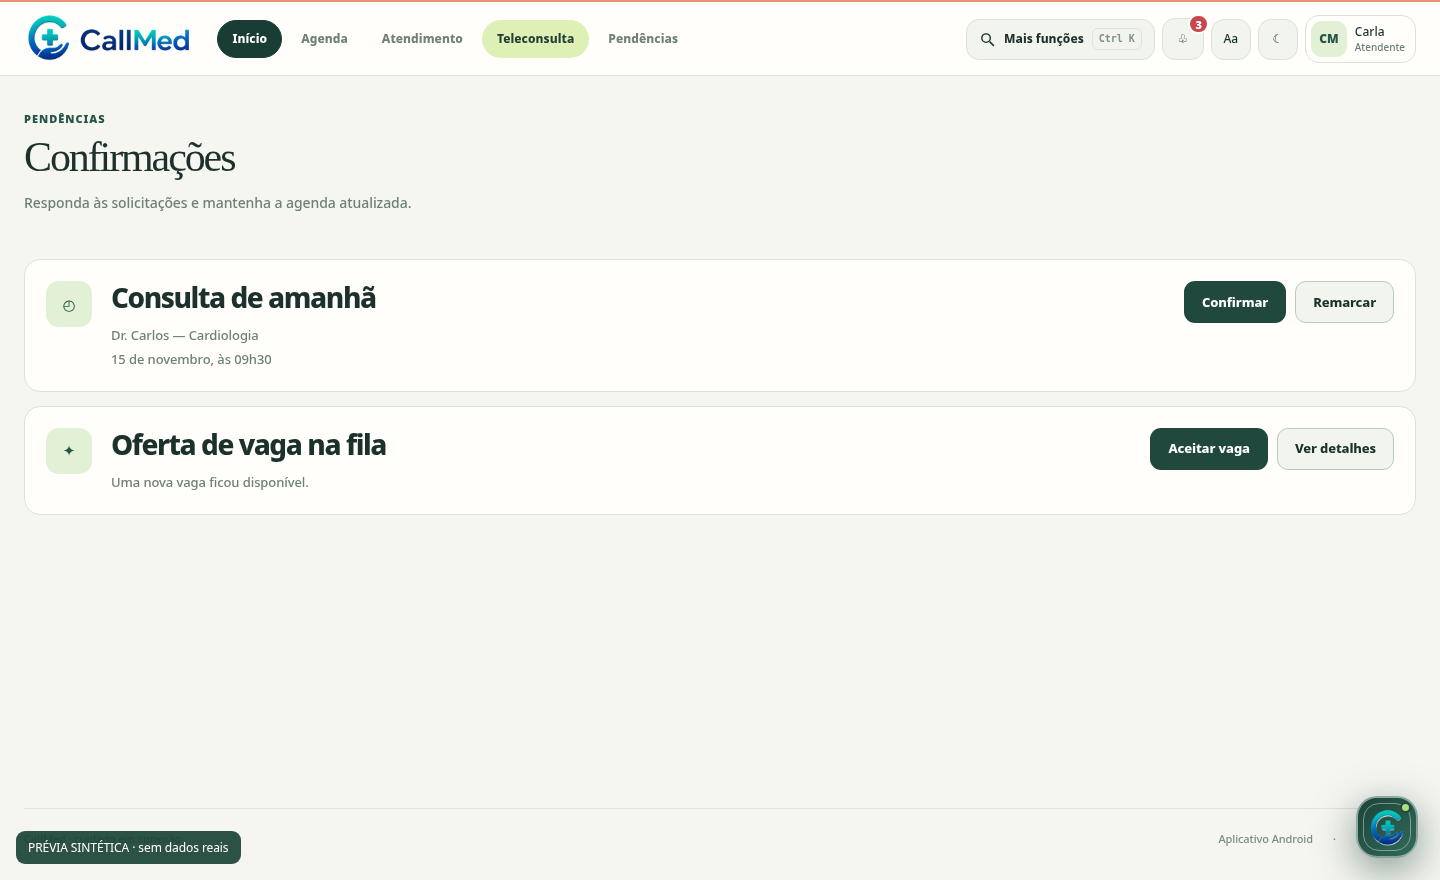 CallMed
Início
Agenda
Atendimento
Teleconsulta
Pendências
Mais funções
Ctrl K
3
Aa
CM
Carla
Atendente
PENDÊNCIAS
Confirmações
Responda às solicitações e mantenha a agenda atualizada.
Consulta de amanhã
Dr. Carlos — Cardiologia
15 de novembro, às 09h30
Confirmar
Remarcar
Oferta de vaga na fila
Uma nova vaga ficou disponível.
Aceitar vaga
Ver detalhes
PRÉVIA SINTÉTICA · sem dados reais
Aplicativo Android ·